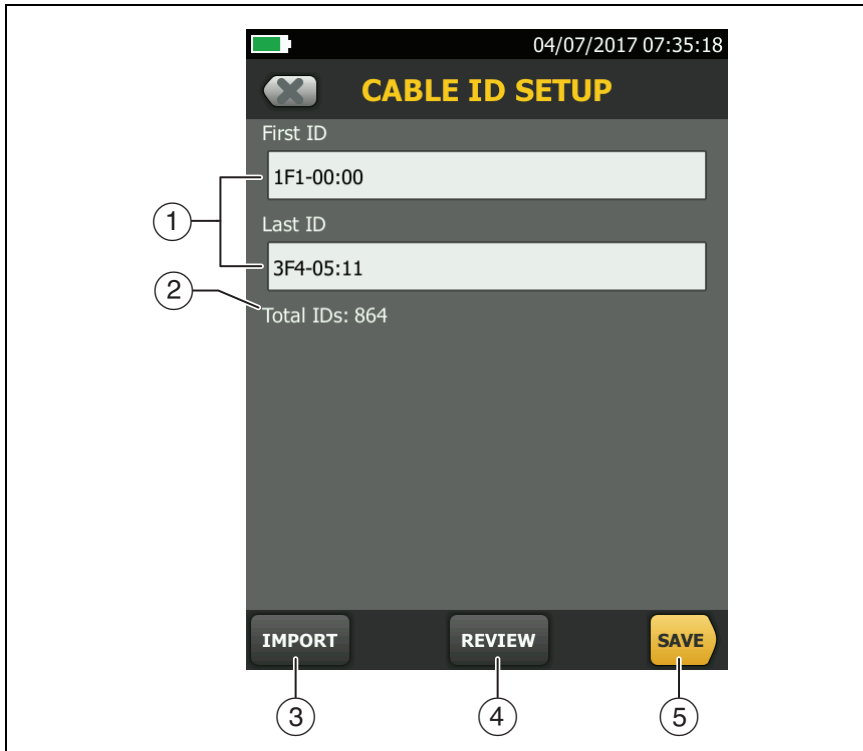 04/07/2017 07:35:18
CABLE ID SETUP
First ID
1F1-00:00
1
Last ID
3F4-05:11
2
Total IDs: 864
IMPORT REVIEW SAVE
3 4 5